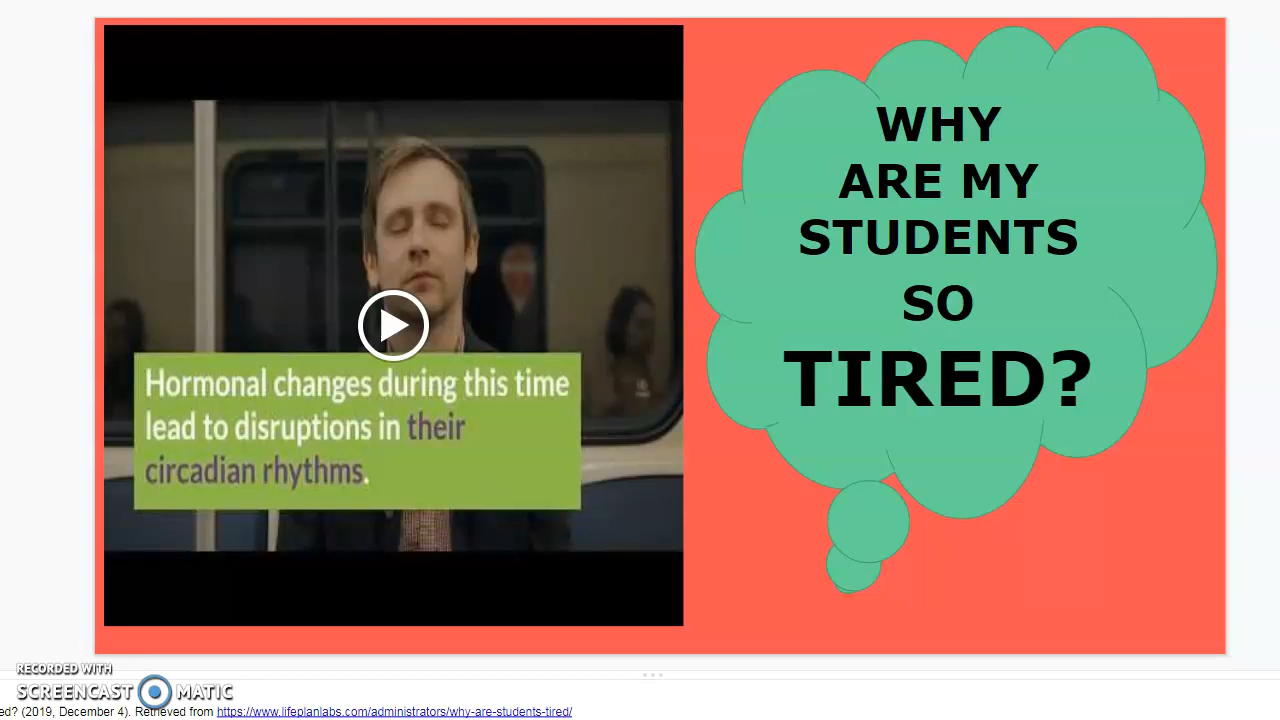 Hormonal changes during this time
lead to disruptions in their
circadian rhythms.
WHY
ARE MY
STUDENTS
SO
TIRED?
RECORDED WITH
SCREENCAST MATIC
ed? (2019, December 4). Retrieved from https://www.lifeplanlabs.com/administrators/why-are-students-tired/